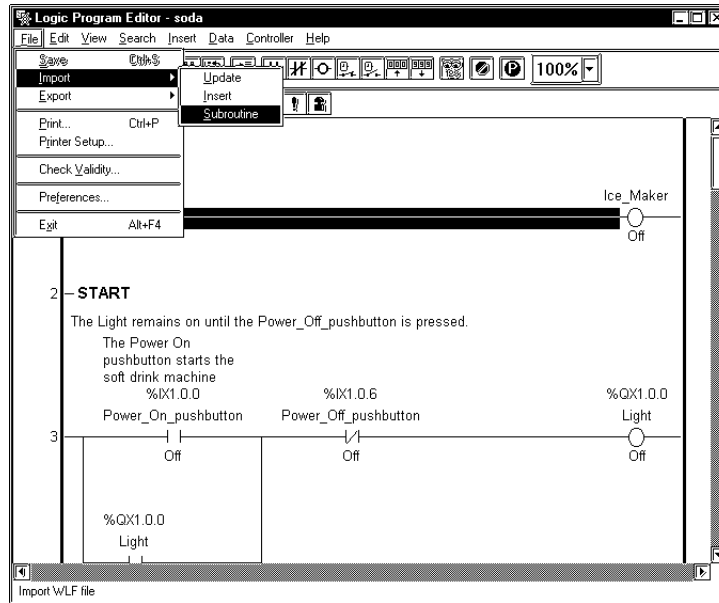 Logic Program Editor - soda
File Edit View Search Insert Data Controller Help
Save Ctrl+S
Import
Export
Print... Ctrl+P
Printer Setup...
Check Validity...
Preferences...
Exit Alt+F4
Update
Insert
Subroutine
100%
Ice_Maker
Off
2 START
The Light remains on until the Power_Off_pushbutton is pressed.
The Power On
pushbutton starts the
soft drink machine
%IX1.0.0 %IX1.0.6 %QX1.0.0
Power_On_pushbutton Power_Off_pushbutton Light
3
Off Off Off
%QX1.0.0
Light
Import WLF file